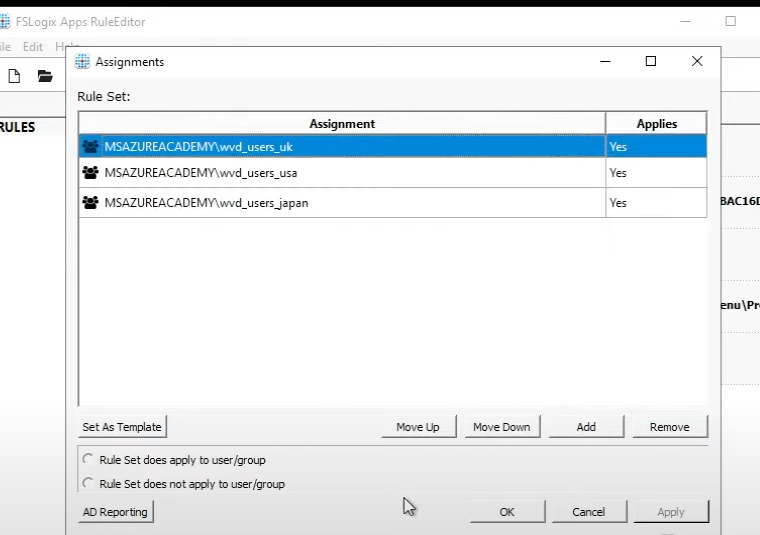 FSLogix Apps RuleEditor
Edit
Assignments
RULES
Rule Set:
Assignment Applies
MSAZUREACADEMY\wvd_users_uk Yes
MSAZUREACADEMY\wvd_users_usa Yes
MSAZUREACADEMY\wvd_users_japan Yes
BAC16D
enu\Pr
Set As Template Move Up Move Down Add Remove
Rule Set does apply to user/group
Rule Set does not apply to user/group
AD Reporting OK Cancel Apply